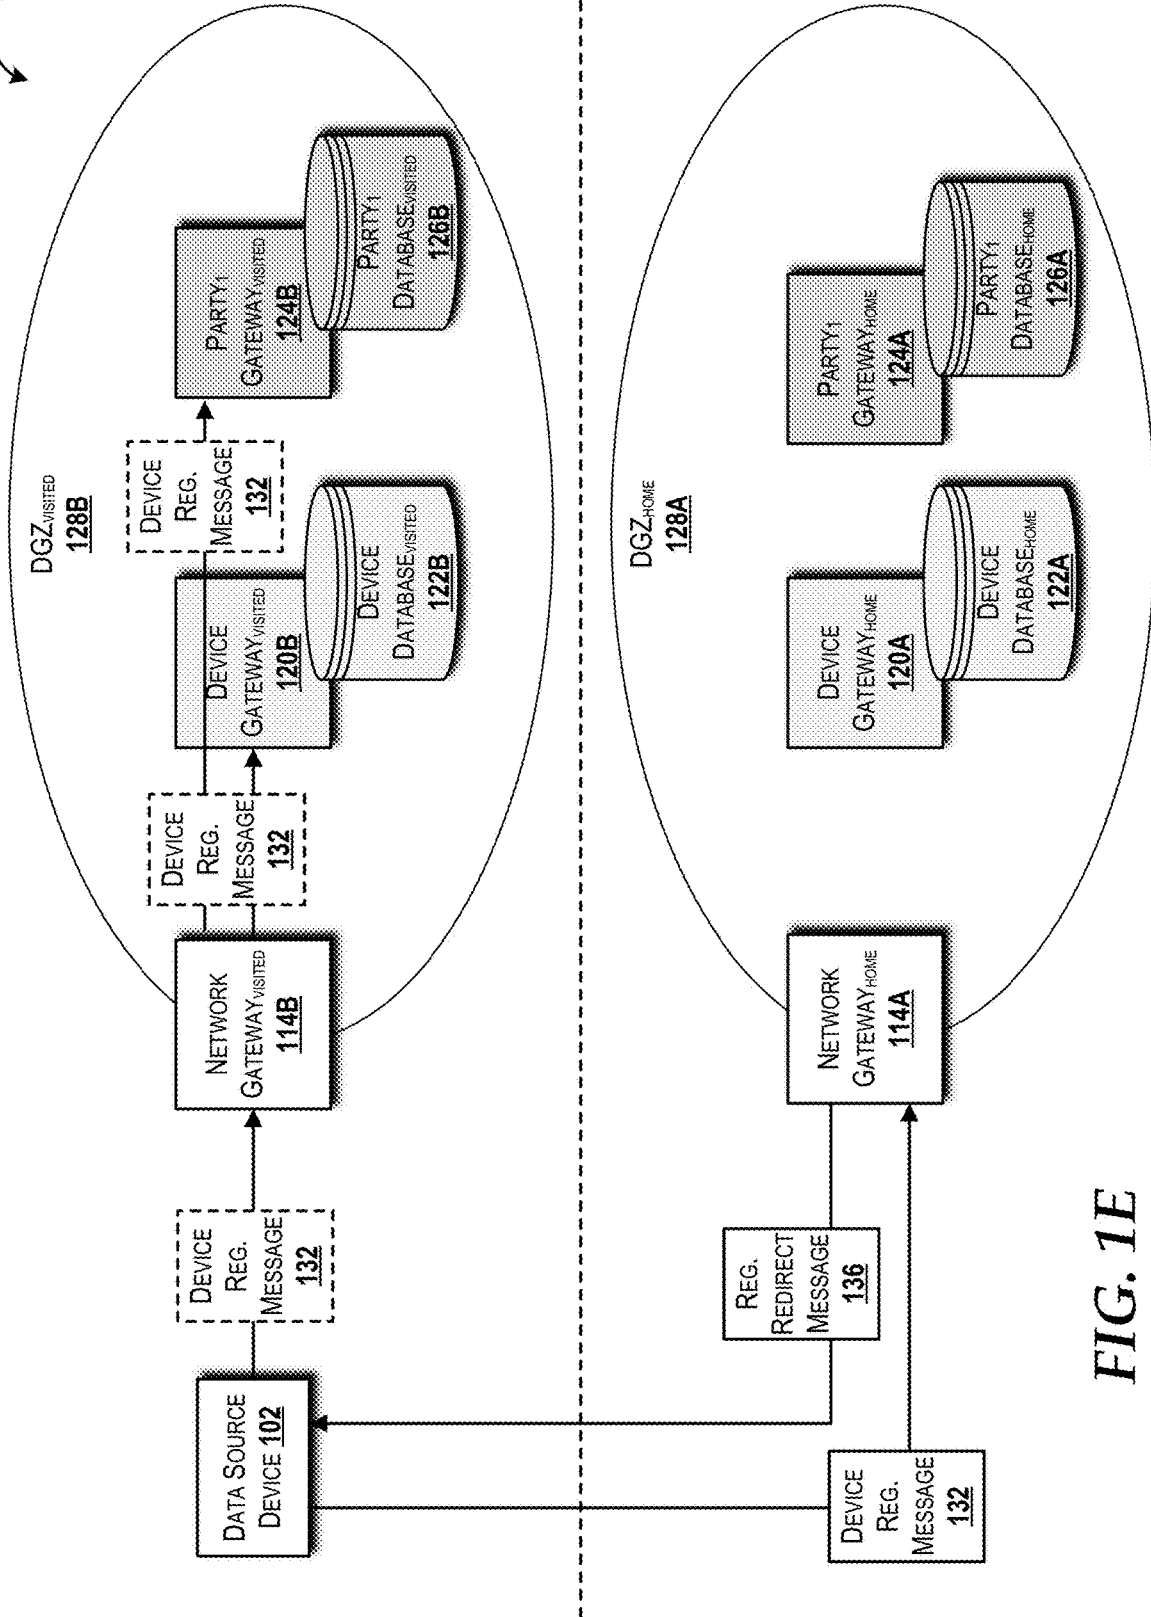 DGZVISITED
128B
DATA SOURCE
DEVICE 102
DEVICE
REG.
MESSAGE
132
NETWORK
GATEWAYVISITED
114B
DEVICE
REG.
MESSAGE
132
DEVICE
GATEWAYVISITED
120B
DEVICE
DATABASEVISITED
122B
DEVICE
REG.
MESSAGE
132
PARTY1
GATEWAYVISITED
124B
PARTY1
DATABASEVISITED
126B
DGZHOME
128A
DEVICE
REG.
MESSAGE
132
REG.
REDIRECT
MESSAGE
136
NETWORK
GATEWAYHOME
114A
DEVICE
GATEWAYHOME
120A
DEVICE
DATABASEHOME
122A
PARTY1
GATEWAYHOME
124A
PARTY1
DATABASEHOME
126A
FIG. 1E